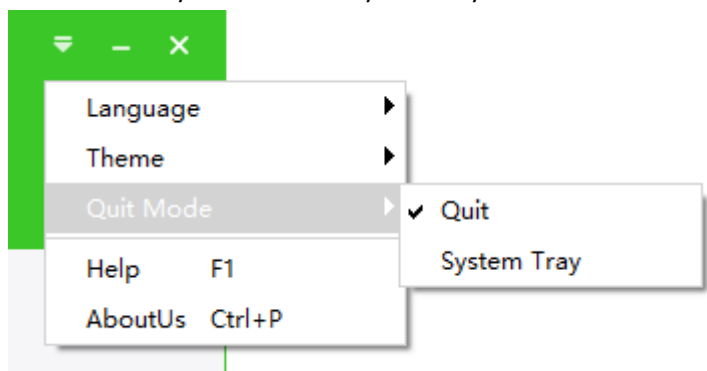 Language
Theme
Quit Mode
Quit
System Tray
Help F1
AboutUs Ctrl+P